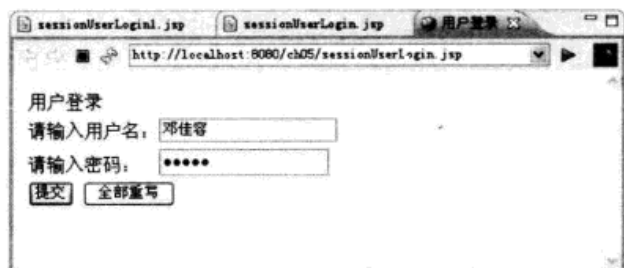 sessionUserLogin1.jsp sessionUserLogin.jsp 用户登录
http://localhost:8080/ch05/sessionUserLogin.jsp
用户登录
请输入用户名：邓佳容
请输入密码：●●●●●
提交 全部重写